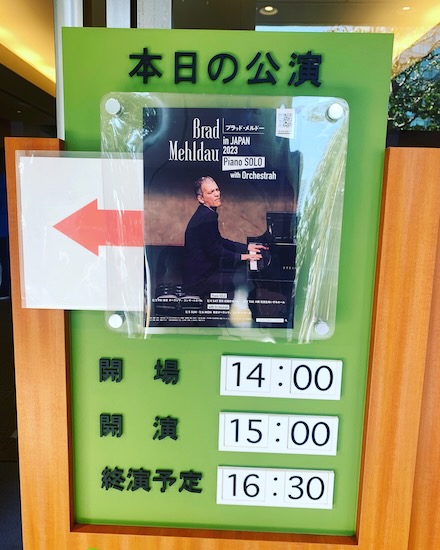 本日の公演
Brad
Mehldau
ブラッド・メルドー
in JAPAN
2023
Piano SOLO
with Orchestrah
開場 14:00
開演 15:00
終演予定 16:30